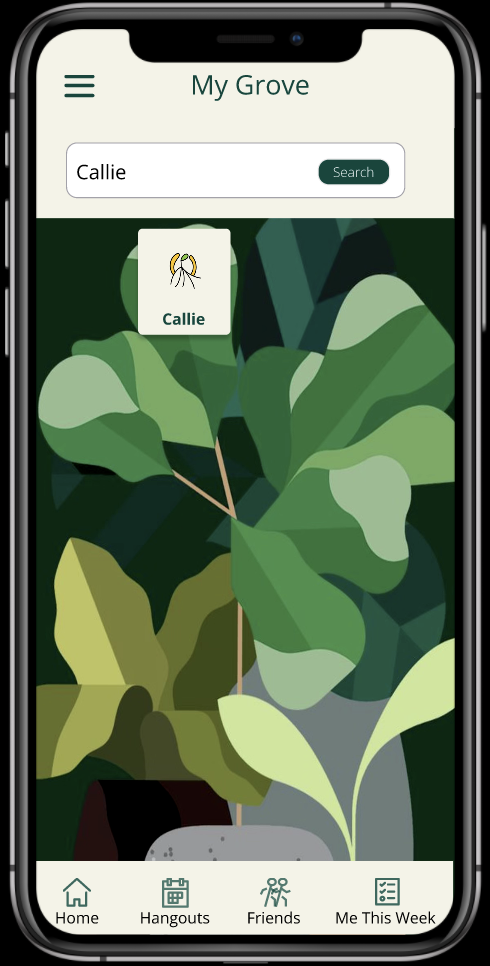 My Grove
Callie
Search
Callie
Home
Hangouts
Friends
Me This Week